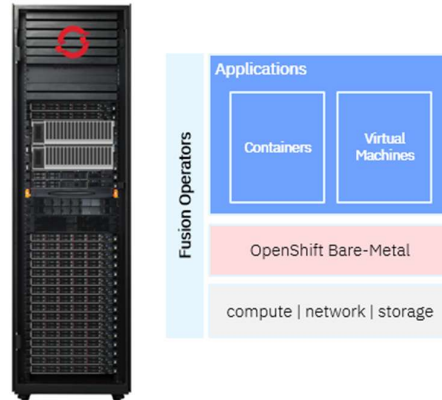 Fusion Operators
Applications
Containers
Virtual
Machines
OpenShift Bare-Metal
compute | network | storage